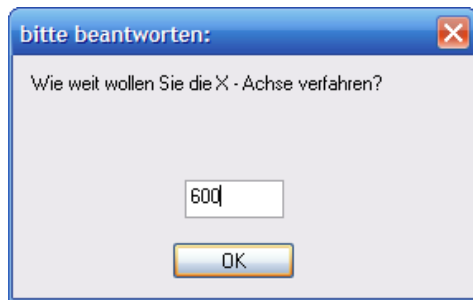 bitte beantworten:
Wie weit wollen Sie die X - Achse verfahren?
600
OK